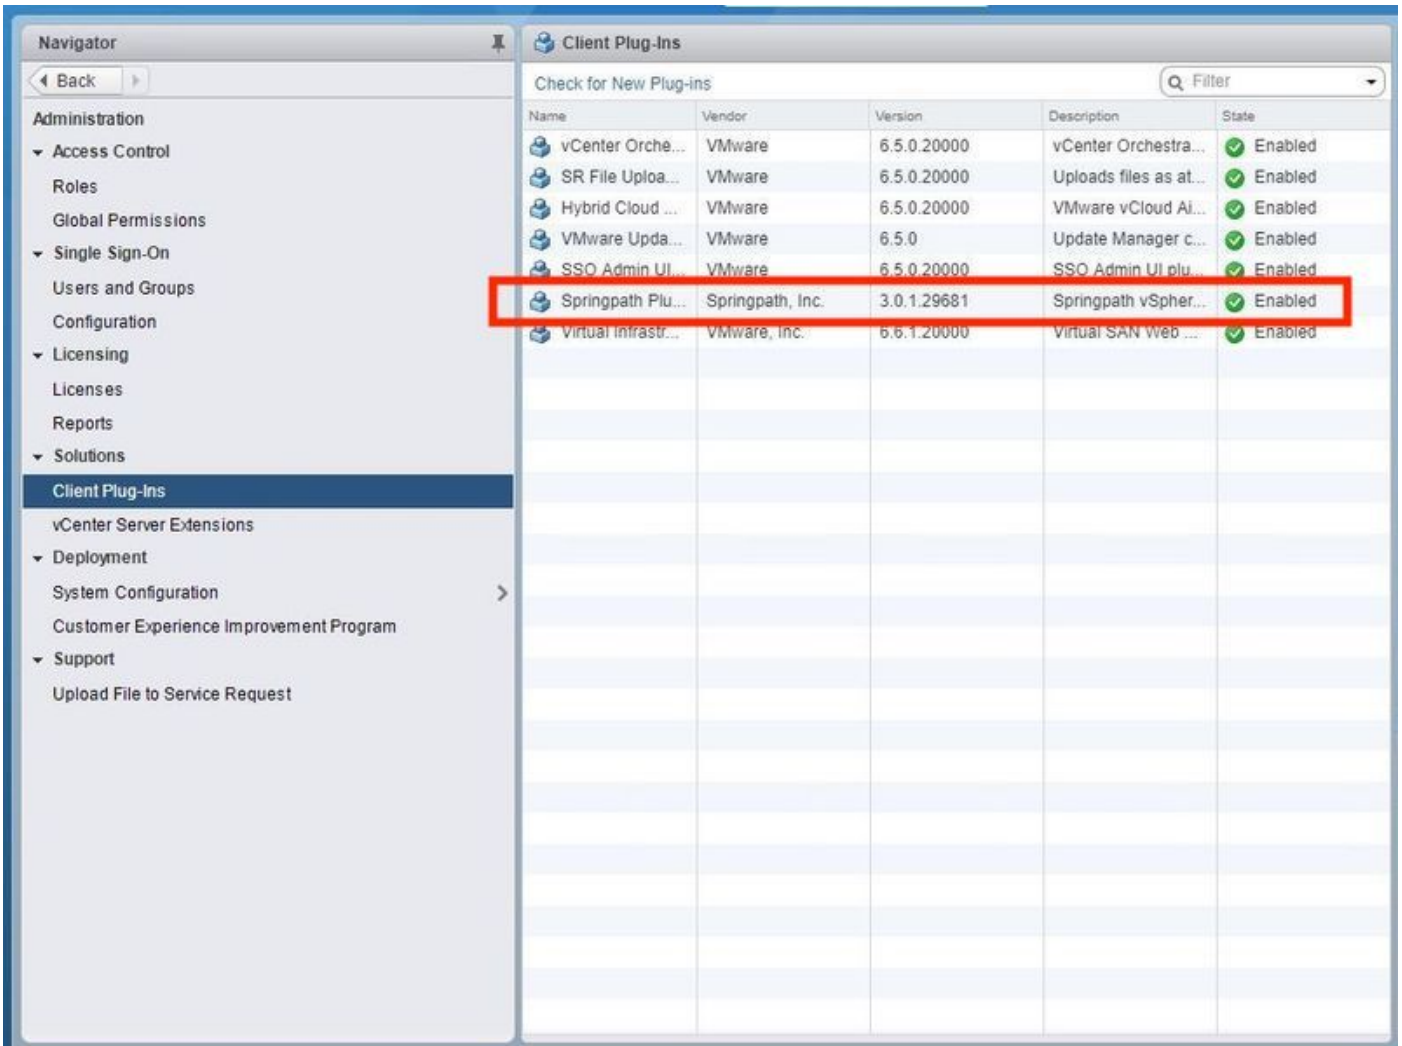 Navigator
Back
Administration
Access Control
Roles
Global Permissions
Single Sign-On
Users and Groups
Configuration
Licensing
Licenses
Reports
Solutions
Client Plug-Ins
vCenter Server Extensions
Deployment
System Configuration
Customer Experience Improvement Program
Support
Upload File to Service Request
Client Plug-Ins
Check for New Plug-ins Filter
Name Vendor Version Description State
vCenter Orche... VMware 6.5.0.20000 vCenter Orchestra... Enabled
SR File Uploa... VMware 6.5.0.20000 Uploads files as at... Enabled
Hybrid Cloud ... VMware 6.5.0.20000 VMware vCloud Ai... Enabled
VMware Upda... VMware 6.5.0 Update Manager c... Enabled
SSO Admin UI... VMware 6.5.0.20000 SSO Admin UI plu... Enabled
Springpath Plu... Springpath, Inc. 3.0.1.29681 Springpath vSpher... Enabled
Virtual Infrastr... VMware, Inc. 6.6.1.20000 Virtual SAN Web ... Enabled